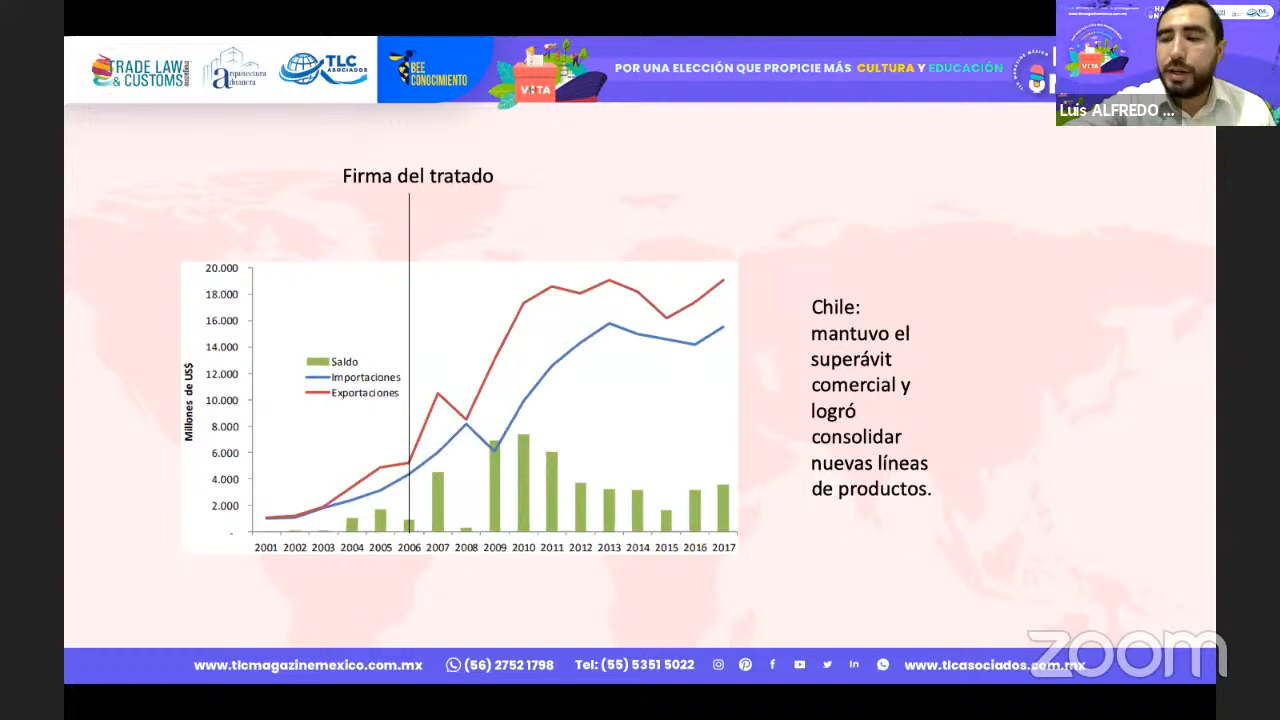 TRADE LAW
& CUSTOMS
arquitectura
aduanera
TLC
ASOCIADOS
BEE
CONOCIMIENTO
POR UNA ELECCIÓN QUE PROPICIE MÁS CULTURA Y EDUCACIÓN
Luis ALFREDO ...
Firma del tratado
Millones de US$
20.000
18.000
16.000
14.000
12.000
10.000
8.000
6.000
4.000
2.000
-
Saldo
Importaciones
Exportaciones
2001 2002 2003 2004 2005 2006 2007 2008 2009 2010 2011 2012 2013 2014 2015 2016 2017
Chile:
mantuvo el
superávit
comercial y
logró
consolidar
nuevas líneas
de productos.
zoom
www.tlcmagazinemexico.com.mx (56) 2752 1798 Tel: (55) 5351 5022 www.tlcasociados.com.mx